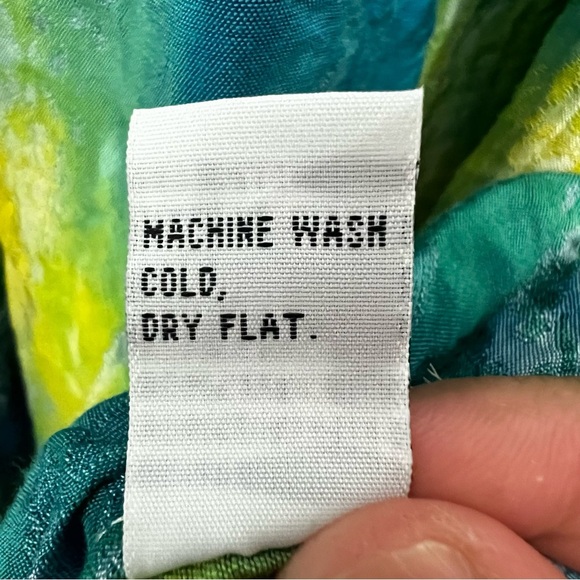 MACHINE WASH
COLD,
DRY FLAT.